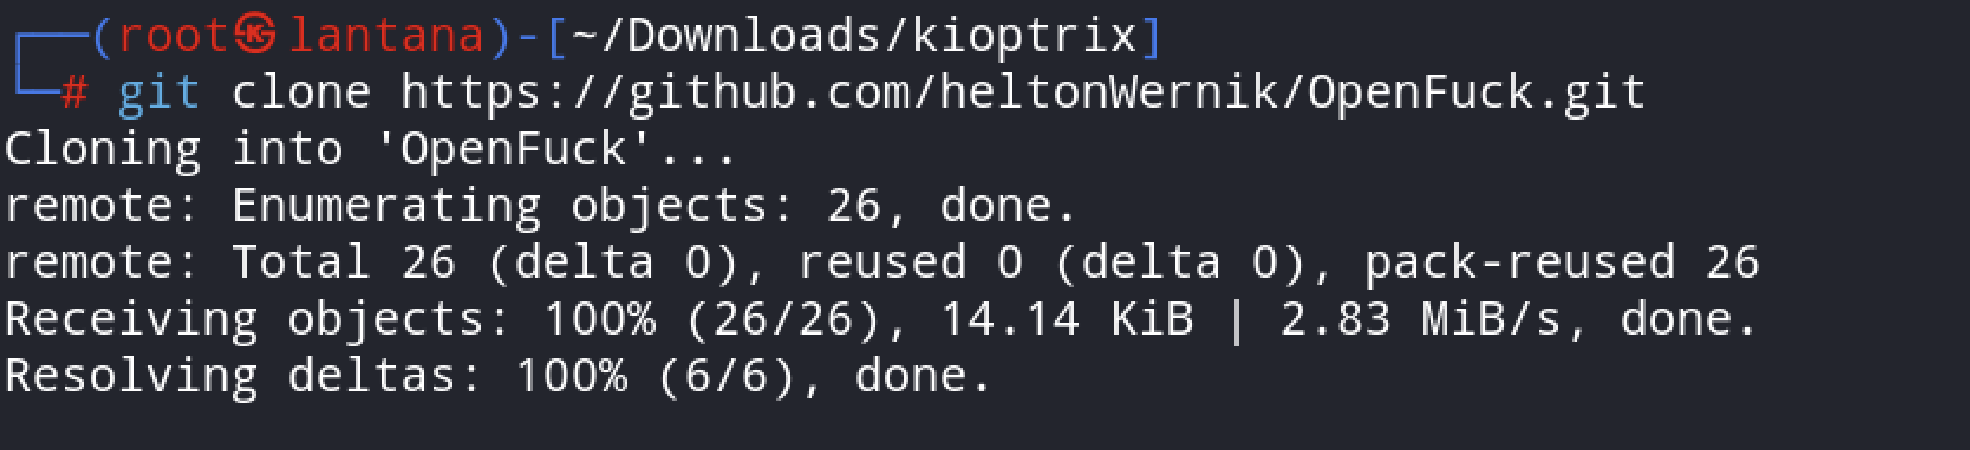 ┌──(root㉿lantana)-[~/Downloads/kioptrix]
└─# git clone https://github.com/heltonWernik/OpenFuck.git
Cloning into 'OpenFuck'...
remote: Enumerating objects: 26, done.
remote: Total 26 (delta 0), reused 0 (delta 0), pack-reused 26
Receiving objects: 100% (26/26), 14.14 KiB | 2.83 MiB/s, done.
Resolving deltas: 100% (6/6), done.